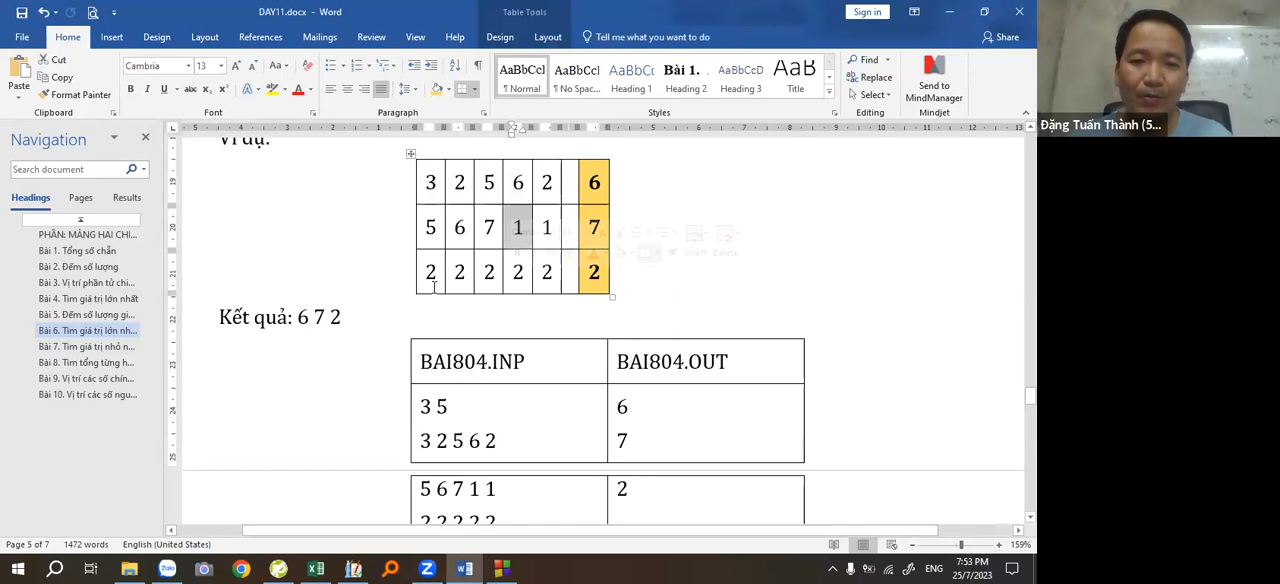 DAY11.docx - Word
Table Tools
Sign in
File
Home
Insert
Design
Layout
References
Mailings
Review
View
Help
Design
Layout
Tell me what you want to do
Share
Paste
Cut
Copy
Format Painter
Clipboard
Cambria
13
Font
Paragraph
AaBbCcI
¶ Normal
AaBbCcI
¶ No Spac...
AaBbCc
Heading 1
Bài 1.
Heading 2
AaBbCcD
Heading 3
AaB
Title
Styles
Find
Replace
Select
Editing
Send to
MindManager
Mindjet
Đặng Tuấn Thành (5...
Navigation
Search document
Headings
Pages
Results
PHẦN: MẢNG HAI CHI...
Bài 1. Tổng số chẵn
Bài 2. Đếm số lượng
Bài 3. Vị trí phần tử chi...
Bài 4. Tìm giá trị lớn nhất
Bài 5. Đếm số lượng gi...
Bài 6. Tìm giá trị lớn nh...
Bài 7. Tìm giá trị nhỏ n...
Bài 8. Tìm tổng từng h...
Bài 9. Vị trí các số chín...
Bài 10. Vị trí các số ngu...
Ví dụ:
3 2 5 6 2 6
5 6 7 1 1 7
2 2 2 2 2 2
Kết quả: 6 7 2
BAI804.INP BAI804.OUT
3 5 6
3 2 5 6 2 7
5 6 7 1 1 2
2 2 2 2 2
Page 5 of 7
1472 words
English (United States)
159%
ENG
7:53 PM
25/7/2023